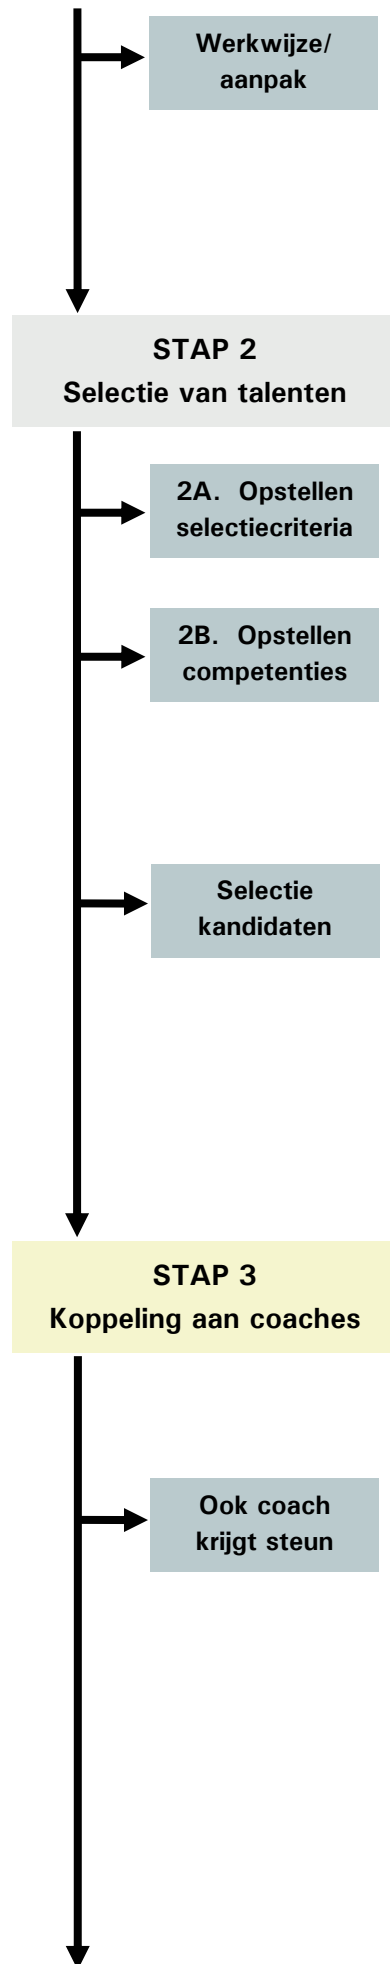 Werkwijze/
aanpak
STAP 2
Selectie van talenten
2A. Opstellen
selectiecriteria
2B. Opstellen
competenties
Selectie
kandidaten
STAP 3
Koppeling aan coaches
Ook coach
krijgt steun